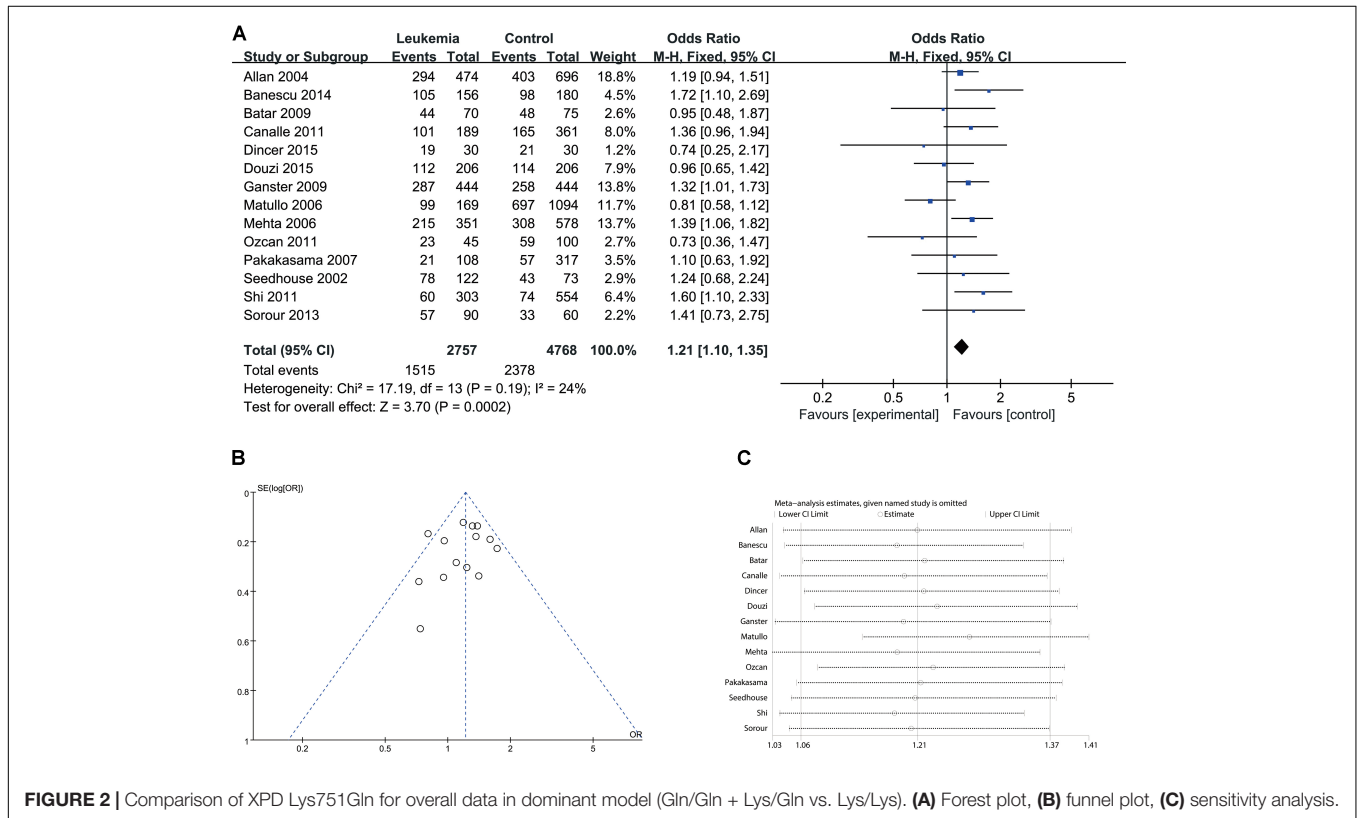 A
Leukemia Control Odds Ratio Odds Ratio
Study or Subgroup Events Total Events Total Weight M-H, Fixed, 95% CI M-H, Fixed, 95% CI
Allan 2004 294 474 403 696 18.8% 1.19 [0.94, 1.51]
Banescu 2014 105 156 98 180 4.5% 1.72 [1.10, 2.69]
Batar 2009 44 70 48 75 2.6% 0.95 [0.48, 1.87]
Canalle 2011 101 189 165 361 8.0% 1.36 [0.96, 1.94]
Dincer 2015 19 30 21 30 1.2% 0.74 [0.25, 2.17]
Douzi 2015 112 206 114 206 7.9% 0.96 [0.65, 1.42]
Ganster 2009 287 444 258 444 13.8% 1.32 [1.01, 1.73]
Matullo 2006 99 169 697 1094 11.7% 0.81 [0.58, 1.12]
Mehta 2006 215 351 308 578 13.7% 1.39 [1.06, 1.82]
Ozcan 2011 23 45 59 100 2.7% 0.73 [0.36, 1.47]
Pakakasama 2007 21 108 57 317 3.5% 1.10 [0.63, 1.92]
Seedhouse 2002 78 122 43 73 2.9% 1.24 [0.68, 2.24]
Shi 2011 60 303 74 554 6.4% 1.60 [1.10, 2.33]
Sorour 2013 57 90 33 60 2.2% 1.41 [0.73, 2.75]
Total (95% CI) 2757 4768 100.0% 1.21 [1.10, 1.35]
Total events 1515 2378
Heterogeneity: Chi² = 17.19, df = 13 (P = 0.19); I² = 24%
Test for overall effect: Z = 3.70 (P = 0.0002)
0.2 0.5 1 2 5
Favours [experimental] Favours [control]
B
SE(log[OR])
0
0.2
0.4
0.6
0.8
1
OR
0.2 0.5 1 2 5
C
Meta−analysis estimates, given named study is omitted
Lower CI Limit Estimate Upper CI Limit
Allan
Banescu
Batar
Canalle
Dincer
Douzi
Ganster
Matullo
Mehta
Ozcan
Pakakasama
Seedhouse
Shi
Sorour
1.03 1.06 1.21 1.37 1.41
FIGURE 2 | Comparison of XPD Lys751Gln for overall data in dominant model (Gln/Gln + Lys/Gln vs. Lys/Lys). (A) Forest plot, (B) funnel plot, (C) sensitivity analysis.